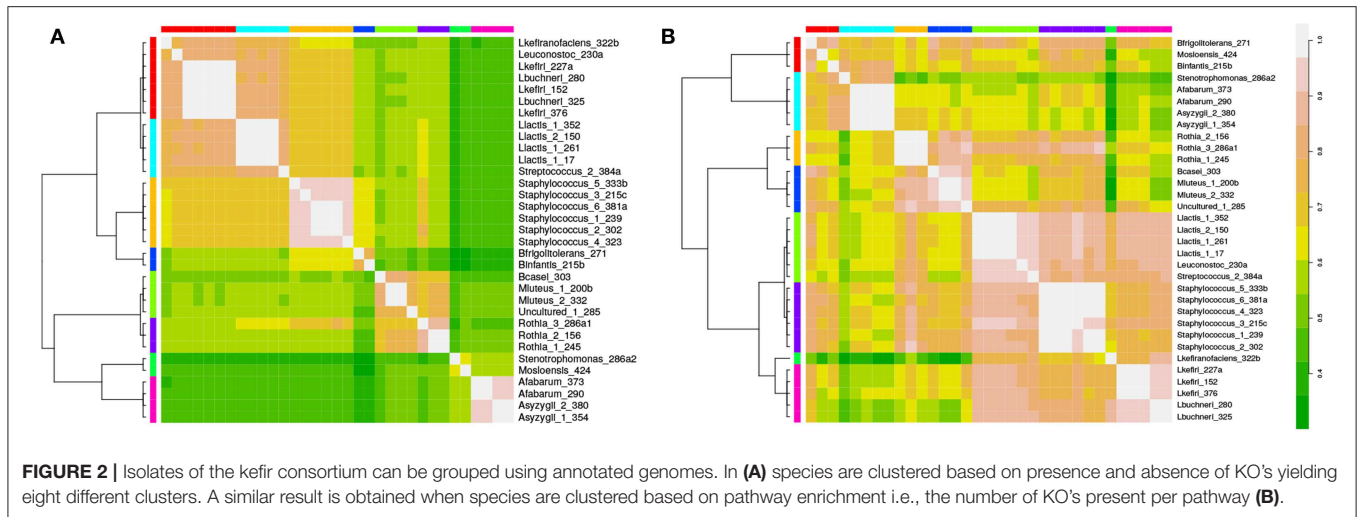 A
Lkefiranofaciens_322b
Leuconostoc_230a
Lkefiri_227a
Lbuchneri_280
Lkefiri_152
Lbuchneri_325
Lkefiri_376
Llactis_1_352
Llactis_2_150
Llactis_1_261
Llactis_1_17
Streptococcus_2_384a
Staphylococcus_5_333b
Staphylococcus_3_215c
Staphylococcus_6_381a
Staphylococcus_1_239
Staphylococcus_2_302
Staphylococcus_4_323
Bfrigolitolerans_271
Binfantis_215b
Bcasei_303
Mluteus_1_200b
Mluteus_2_332
Uncultured_1_285
Rothia_3_286a1
Rothia_2_156
Rothia_1_245
Stenotrophomonas_286a2
Mosloensis_424
Afabarum_373
Afabarum_290
Asyzygii_2_380
Asyzygii_1_354
B
Bfrigolitolerans_271
Mosloensis_424
Binfantis_215b
Stenotrophomonas_286a2
Afabarum_373
Afabarum_290
Asyzygii_2_380
Asyzygii_1_354
Rothia_2_156
Rothia_3_286a1
Rothia_1_245
Bcasei_303
Mluteus_1_200b
Mluteus_2_332
Uncultured_1_285
Llactis_1_352
Llactis_2_150
Llactis_1_261
Llactis_1_17
Leuconostoc_230a
Streptococcus_2_384a
Staphylococcus_5_333b
Staphylococcus_6_381a
Staphylococcus_4_323
Staphylococcus_3_215c
Staphylococcus_1_239
Staphylococcus_2_302
Lkefiranofaciens_322b
Lkefiri_227a
Lkefiri_152
Lkefiri_376
Lbuchneri_280
Lbuchneri_325
1.0
0.9
0.8
0.7
0.6
0.5
0.4
FIGURE 2 | Isolates of the kefir consortium can be grouped using annotated genomes. In (A) species are clustered based on presence and absence of KO's yielding
eight different clusters. A similar result is obtained when species are clustered based on pathway enrichment i.e., the number of KO's present per pathway (B).